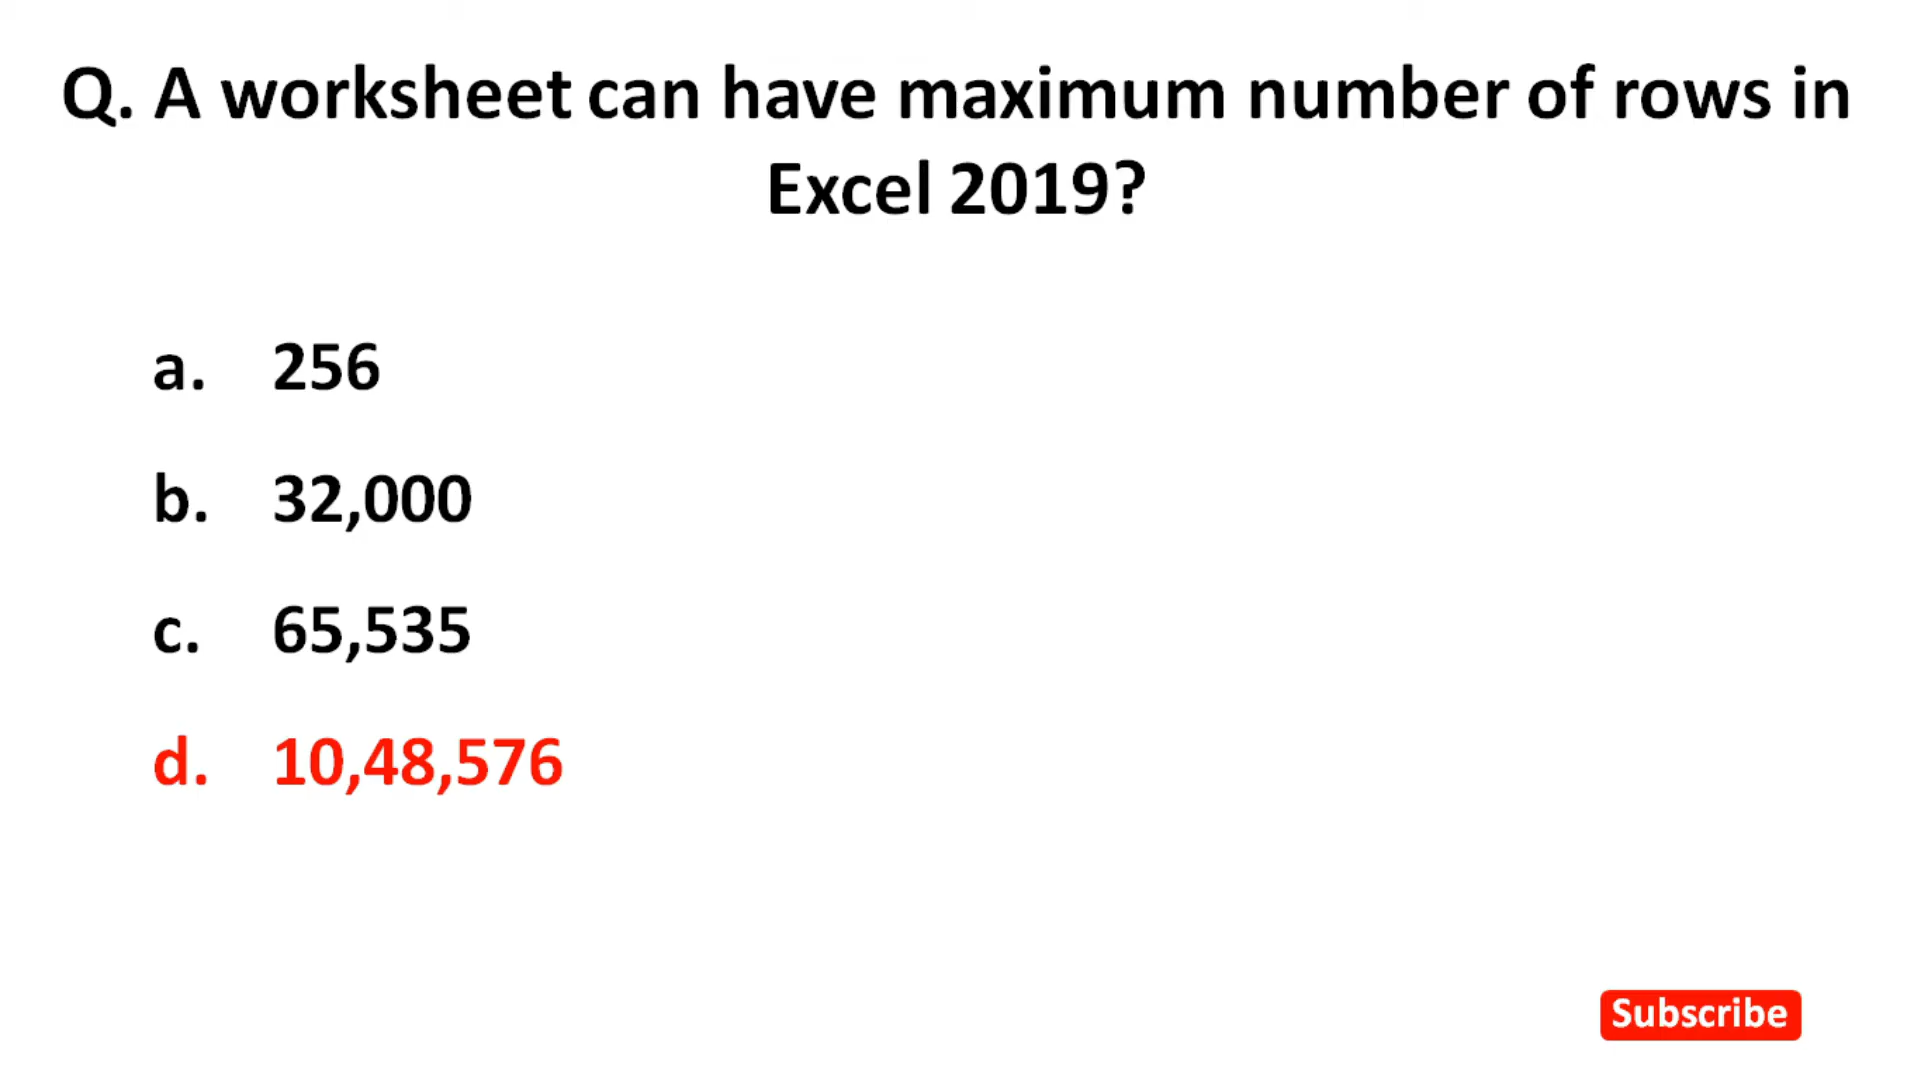 Q. A worksheet can have maximum number of rows in
Excel 2019?
a. 256
b. 32,000
c. 65,535
d. 10,48,576
Subscribe